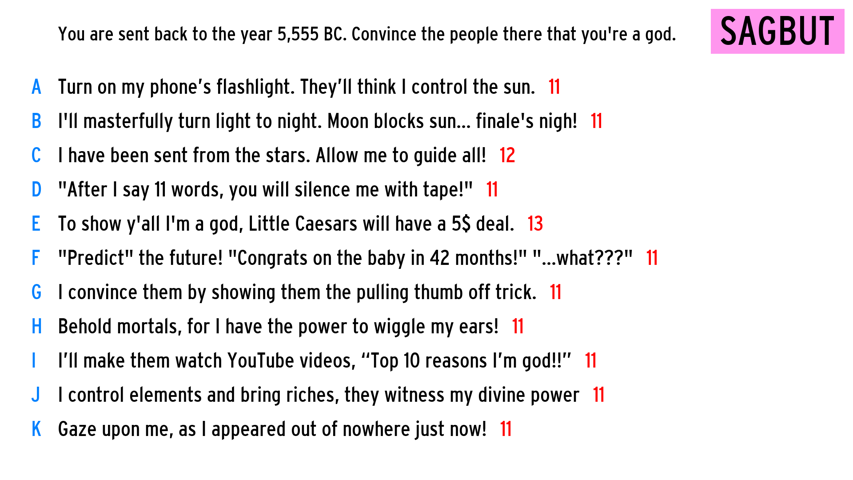 You are sent back to the year 5,555 BC. Convince the people there that you're a god.
SAGBUT
A Turn on my phone’s flashlight. They’ll think I control the sun. 11
B I'll masterfully turn light to night. Moon blocks sun... finale's nigh! 11
C I have been sent from the stars. Allow me to guide all! 12
D "After I say 11 words, you will silence me with tape!" 11
E To show y'all I'm a god, Little Caesars will have a 5$ deal. 13
F "Predict" the future! "Congrats on the baby in 42 months!" "...what???" 11
G I convince them by showing them the pulling thumb off trick. 11
H Behold mortals, for I have the power to wiggle my ears! 11
I I’ll make them watch YouTube videos, “Top 10 reasons I’m god!!” 11
J I control elements and bring riches, they witness my divine power 11
K Gaze upon me, as I appeared out of nowhere just now! 11